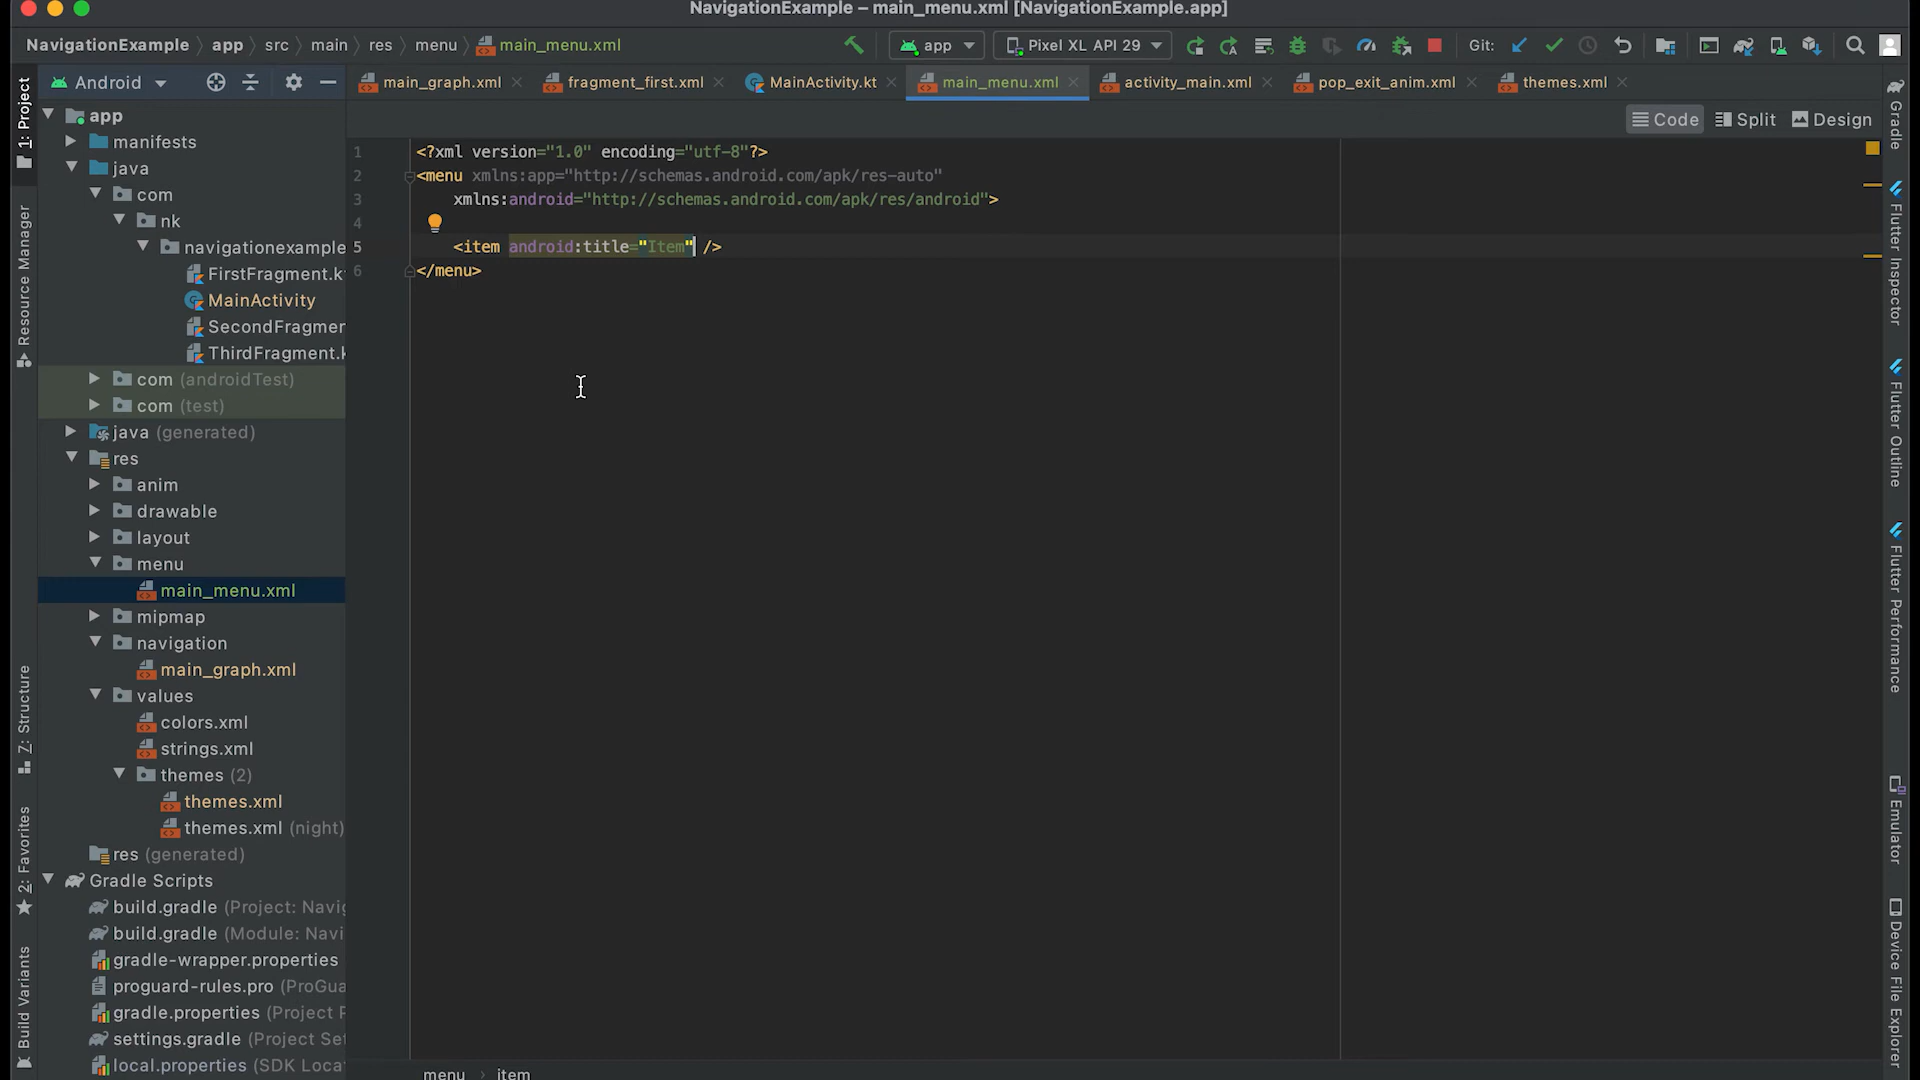 NavigationExample – main_menu.xml [NavigationExample.app]
NavigationExample app src main res menu main_menu.xml
app Pixel XL API 29 Git:
Android
main_graph.xml fragment_first.xml MainActivity.kt main_menu.xml activity_main.xml pop_exit_anim.xml themes.xml
Code Split Design
1: Project
Resource Manager
Z: Structure
2: Favorites
Build Variants
app
manifests
java
com
nk
navigationexample
FirstFragment.k
MainActivity
SecondFragmer
ThirdFragment.k
com (androidTest)
com (test)
java (generated)
res
anim
drawable
layout
menu
main_menu.xml
mipmap
navigation
main_graph.xml
values
colors.xml
strings.xml
themes (2)
themes.xml
themes.xml (night)
res (generated)
Gradle Scripts
build.gradle (Project: Navig
build.gradle (Module: Navi
gradle-wrapper.properties
proguard-rules.pro (ProGua
gradle.properties (Project P
settings.gradle (Project Set
local.properties (SDK Loca
1 <?xml version="1.0" encoding="utf-8"?>
2 <menu xmlns:app="http://schemas.android.com/apk/res-auto"
3 xmlns:android="http://schemas.android.com/apk/res/android">
4
5 <item android:title="Item" />
6 </menu>
menu item
Gradle
Flutter Inspector
Flutter Outline
Flutter Performance
Emulator
Device File Explorer